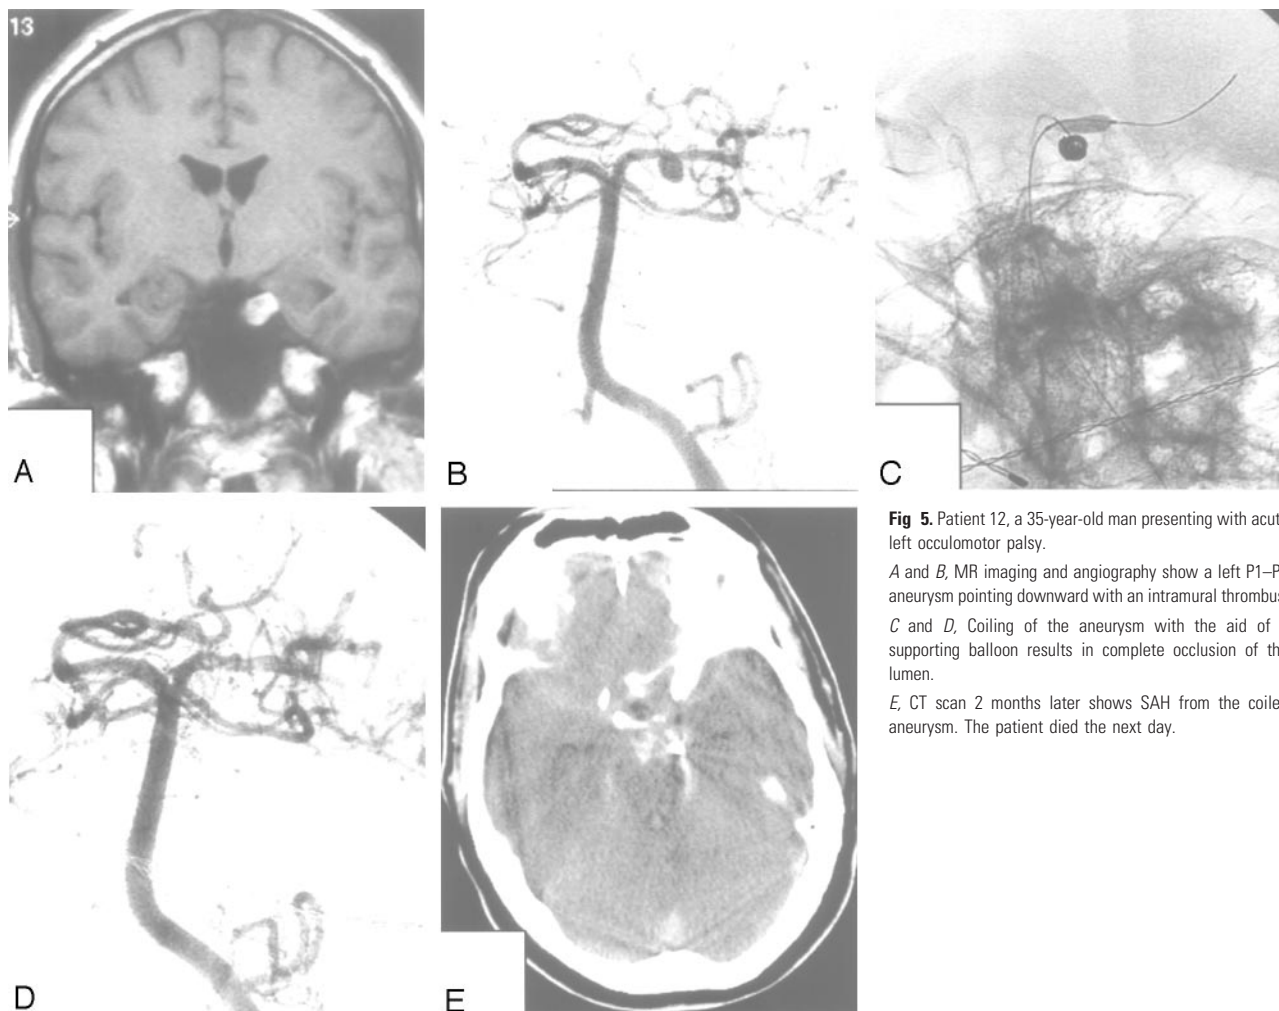 13
A
B
C
Fig 5. Patient 12, a 35-year-old man presenting with acut
left occulomotor palsy.
A and B, MR imaging and angiography show a left P1–P
aneurysm pointing downward with an intramural thrombus
C and D, Coiling of the aneurysm with the aid of
supporting balloon results in complete occlusion of th
lumen.
E, CT scan 2 months later shows SAH from the coile
aneurysm. The patient died the next day.
D
E